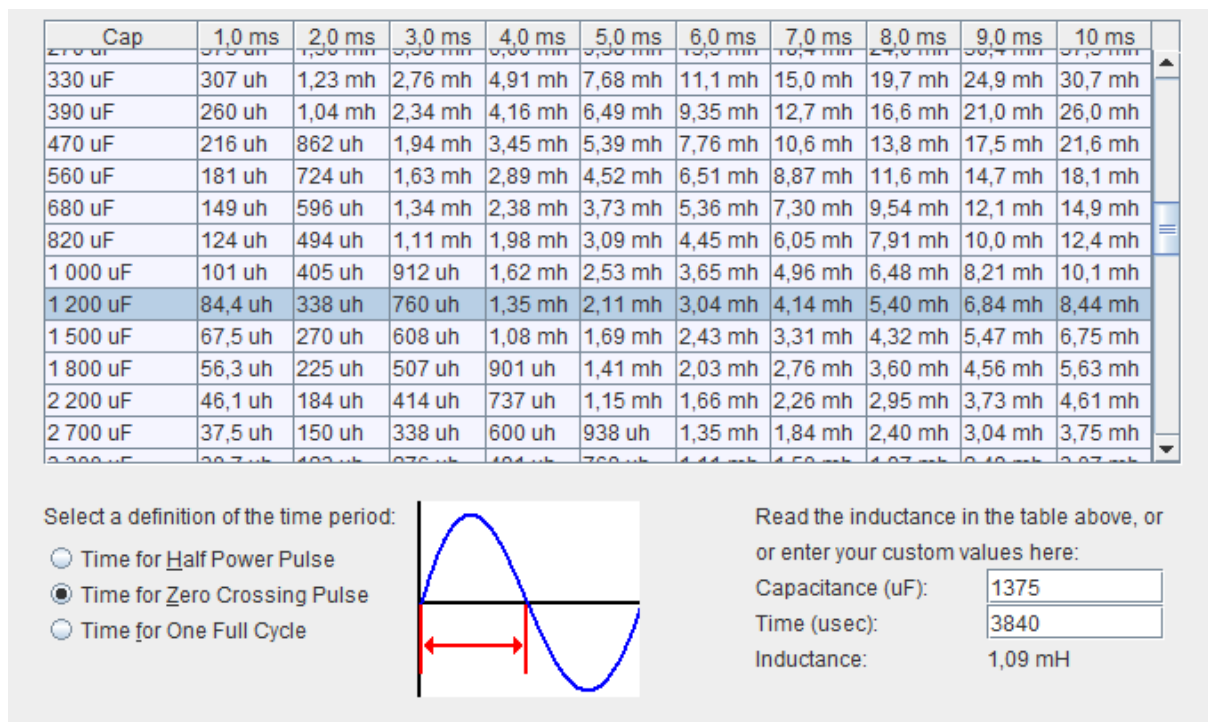 Cap 1,0 ms 2,0 ms 3,0 ms 4,0 ms 5,0 ms 6,0 ms 7,0 ms 8,0 ms 9,0 ms 10 ms
330 uF 307 uh 1,23 mh 2,76 mh 4,91 mh 7,68 mh 11,1 mh 15,0 mh 19,7 mh 24,9 mh 30,7 mh
390 uF 260 uh 1,04 mh 2,34 mh 4,16 mh 6,49 mh 9,35 mh 12,7 mh 16,6 mh 21,0 mh 26,0 mh
470 uF 216 uh 862 uh 1,94 mh 3,45 mh 5,39 mh 7,76 mh 10,6 mh 13,8 mh 17,5 mh 21,6 mh
560 uF 181 uh 724 uh 1,63 mh 2,89 mh 4,52 mh 6,51 mh 8,87 mh 11,6 mh 14,7 mh 18,1 mh
680 uF 149 uh 596 uh 1,34 mh 2,38 mh 3,73 mh 5,36 mh 7,30 mh 9,54 mh 12,1 mh 14,9 mh
820 uF 124 uh 494 uh 1,11 mh 1,98 mh 3,09 mh 4,45 mh 6,05 mh 7,91 mh 10,0 mh 12,4 mh
1 000 uF 101 uh 405 uh 912 uh 1,62 mh 2,53 mh 3,65 mh 4,96 mh 6,48 mh 8,21 mh 10,1 mh
1 200 uF 84,4 uh 338 uh 760 uh 1,35 mh 2,11 mh 3,04 mh 4,14 mh 5,40 mh 6,84 mh 8,44 mh
1 500 uF 67,5 uh 270 uh 608 uh 1,08 mh 1,69 mh 2,43 mh 3,31 mh 4,32 mh 5,47 mh 6,75 mh
1 800 uF 56,3 uh 225 uh 507 uh 901 uh 1,41 mh 2,03 mh 2,76 mh 3,60 mh 4,56 mh 5,63 mh
2 200 uF 46,1 uh 184 uh 414 uh 737 uh 1,15 mh 1,66 mh 2,26 mh 2,95 mh 3,73 mh 4,61 mh
2 700 uF 37,5 uh 150 uh 338 uh 600 uh 938 uh 1,35 mh 1,84 mh 2,40 mh 3,04 mh 3,75 mh
Select a definition of the time period:
Time for Half Power Pulse
Time for Zero Crossing Pulse
Time for One Full Cycle
Read the inductance in the table above, or
or enter your custom values here:
Capacitance (uF): 1375
Time (usec): 3840
Inductance: 1,09 mH